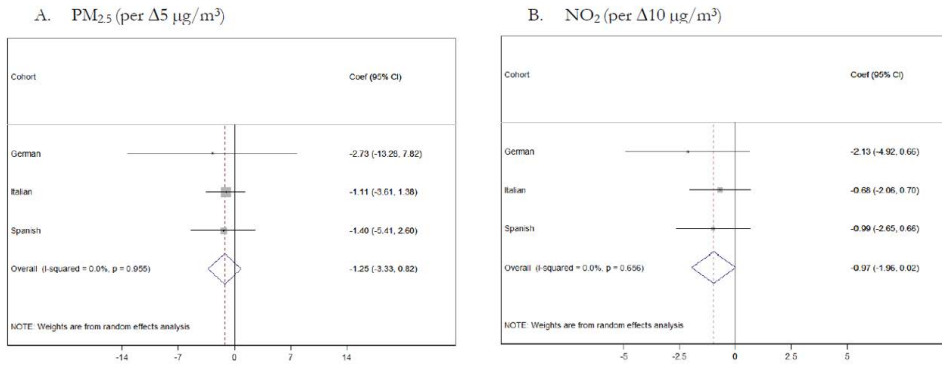 A. PM₂.₅ (per Δ5 µg/m³)
Cohort Coef (95% CI)
German -2.73 (-13.28, 7.82)
Italian -1.11 (-3.61, 1.38)
Spanish -1.40 (-5.41, 2.60)
Overall (I-squared = 0.0%, p = 0.955) -1.25 (-3.33, 0.82)
NOTE: Weights are from random effects analysis
-14 -7 0 7 14
B. NO₂ (per Δ10 µg/m³)
Cohort Coef (95% CI)
German -2.13 (-4.92, 0.66)
Italian -0.68 (-2.06, 0.70)
Spanish -0.99 (-2.65, 0.66)
Overall (I-squared = 0.0%, p = 0.656) -0.97 (-1.96, 0.02)
NOTE: Weights are from random effects analysis
-5 -2.5 0 2.5 5